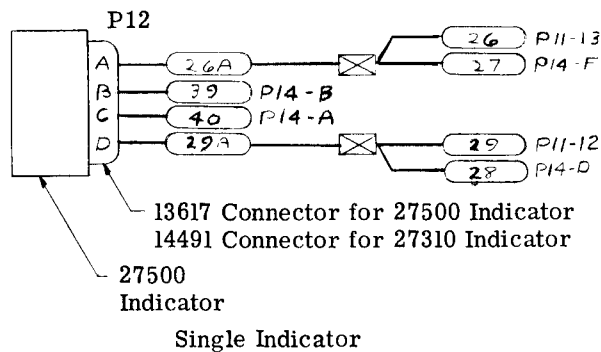 P12
A 26A 26 P11-13
27 P14-F
B 39 P14-B
C 40 P14-A
D 29A 29 P11-12
28 P14-D
13617 Connector for 27500 Indicator
14491 Connector for 27310 Indicator
27500
Indicator
Single Indicator